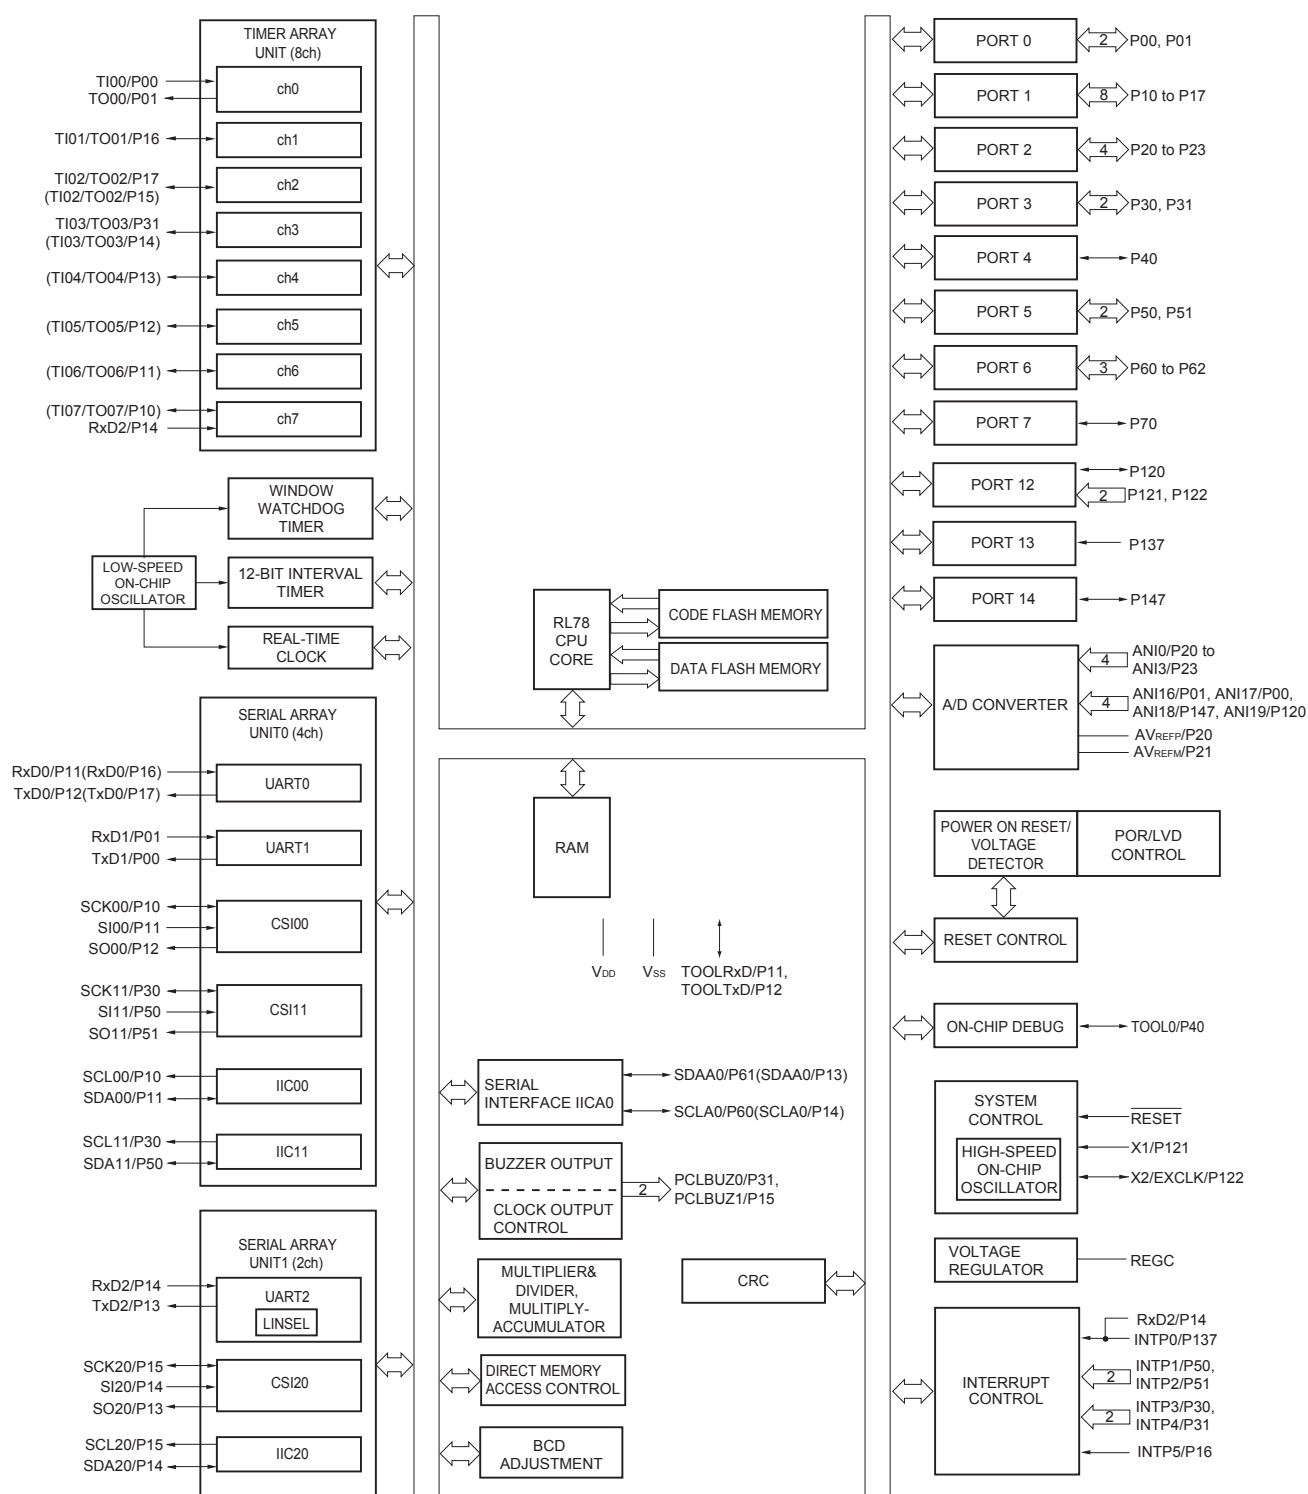 TIMER ARRAY
UNIT (8ch)
TI00/P00
TO00/P01
ch0
TI01/TO01/P16
ch1
TI02/TO02/P17
(TI02/TO02/P15)
ch2
TI03/TO03/P31
(TI03/TO03/P14)
ch3
(TI04/TO04/P13)
ch4
(TI05/TO05/P12)
ch5
(TI06/TO06/P11)
ch6
(TI07/TO07/P10)
RxD2/P14
ch7
WINDOW
WATCHDOG
TIMER
LOW-SPEED
ON-CHIP
OSCILLATOR
12-BIT INTERVAL
TIMER
REAL-TIME
CLOCK
SERIAL ARRAY
UNIT0 (4ch)
RxD0/P11(RxD0/P16)
TxD0/P12(TxD0/P17)
UART0
RxD1/P01
TxD1/P00
UART1
SCK00/P10
SI00/P11
SO00/P12
CSI00
SCK11/P30
SI11/P50
SO11/P51
CSI11
SCL00/P10
SDA00/P11
IIC00
SCL11/P30
SDA11/P50
IIC11
SERIAL ARRAY
UNIT1 (2ch)
RxD2/P14
TxD2/P13
UART2
LINSEL
SCK20/P15
SI20/P14
SO20/P13
CSI20
SCL20/P15
SDA20/P14
IIC20
RL78
CPU
CORE
CODE FLASH MEMORY
DATA FLASH MEMORY
RAM
VDD
VSS
TOOLRxD/P11,
TOOLTxD/P12
SERIAL
INTERFACE IICA0
SDAA0/P61(SDAA0/P13)
SCLA0/P60(SCLA0/P14)
BUZZER OUTPUT
CLOCK OUTPUT
CONTROL
2
PCLBUZ0/P31,
PCLBUZ1/P15
MULTIPLIER&
DIVIDER,
MULITIPLY-
ACCUMULATOR
CRC
DIRECT MEMORY
ACCESS CONTROL
BCD
ADJUSTMENT
PORT 0
2
P00, P01
PORT 1
8
P10 to P17
PORT 2
4
P20 to P23
PORT 3
2
P30, P31
PORT 4
P40
PORT 5
2
P50, P51
PORT 6
3
P60 to P62
PORT 7
P70
PORT 12
P120
2
P121, P122
PORT 13
P137
PORT 14
P147
A/D CONVERTER
4
ANI0/P20 to
ANI3/P23
4
ANI16/P01, ANI17/P00,
ANI18/P147, ANI19/P120
AVREFP/P20
AVREFM/P21
POWER ON RESET/
VOLTAGE
DETECTOR
POR/LVD
CONTROL
RESET CONTROL
ON-CHIP DEBUG
TOOL0/P40
SYSTEM
CONTROL
HIGH-SPEED
ON-CHIP
OSCILLATOR
RESET
X1/P121
X2/EXCLK/P122
VOLTAGE
REGULATOR
REGC
INTERRUPT
CONTROL
RxD2/P14
INTP0/P137
2
INTP1/P50,
INTP2/P51
2
INTP3/P30,
INTP4/P31
INTP5/P16